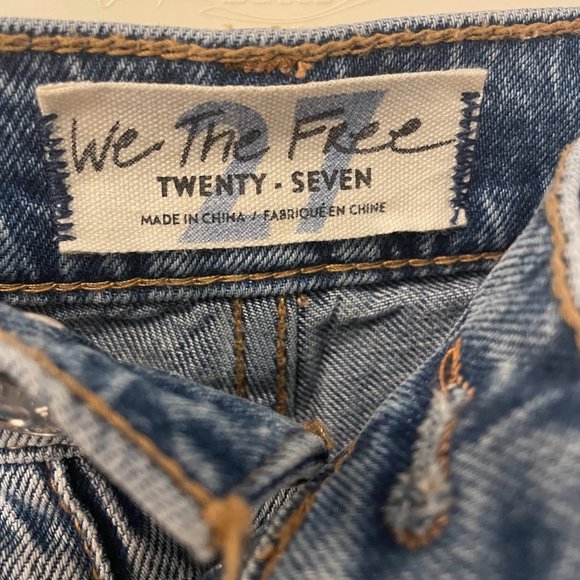 We The Free
27
TWENTY - SEVEN
MADE IN CHINA / FABRIQUÉ EN CHINE